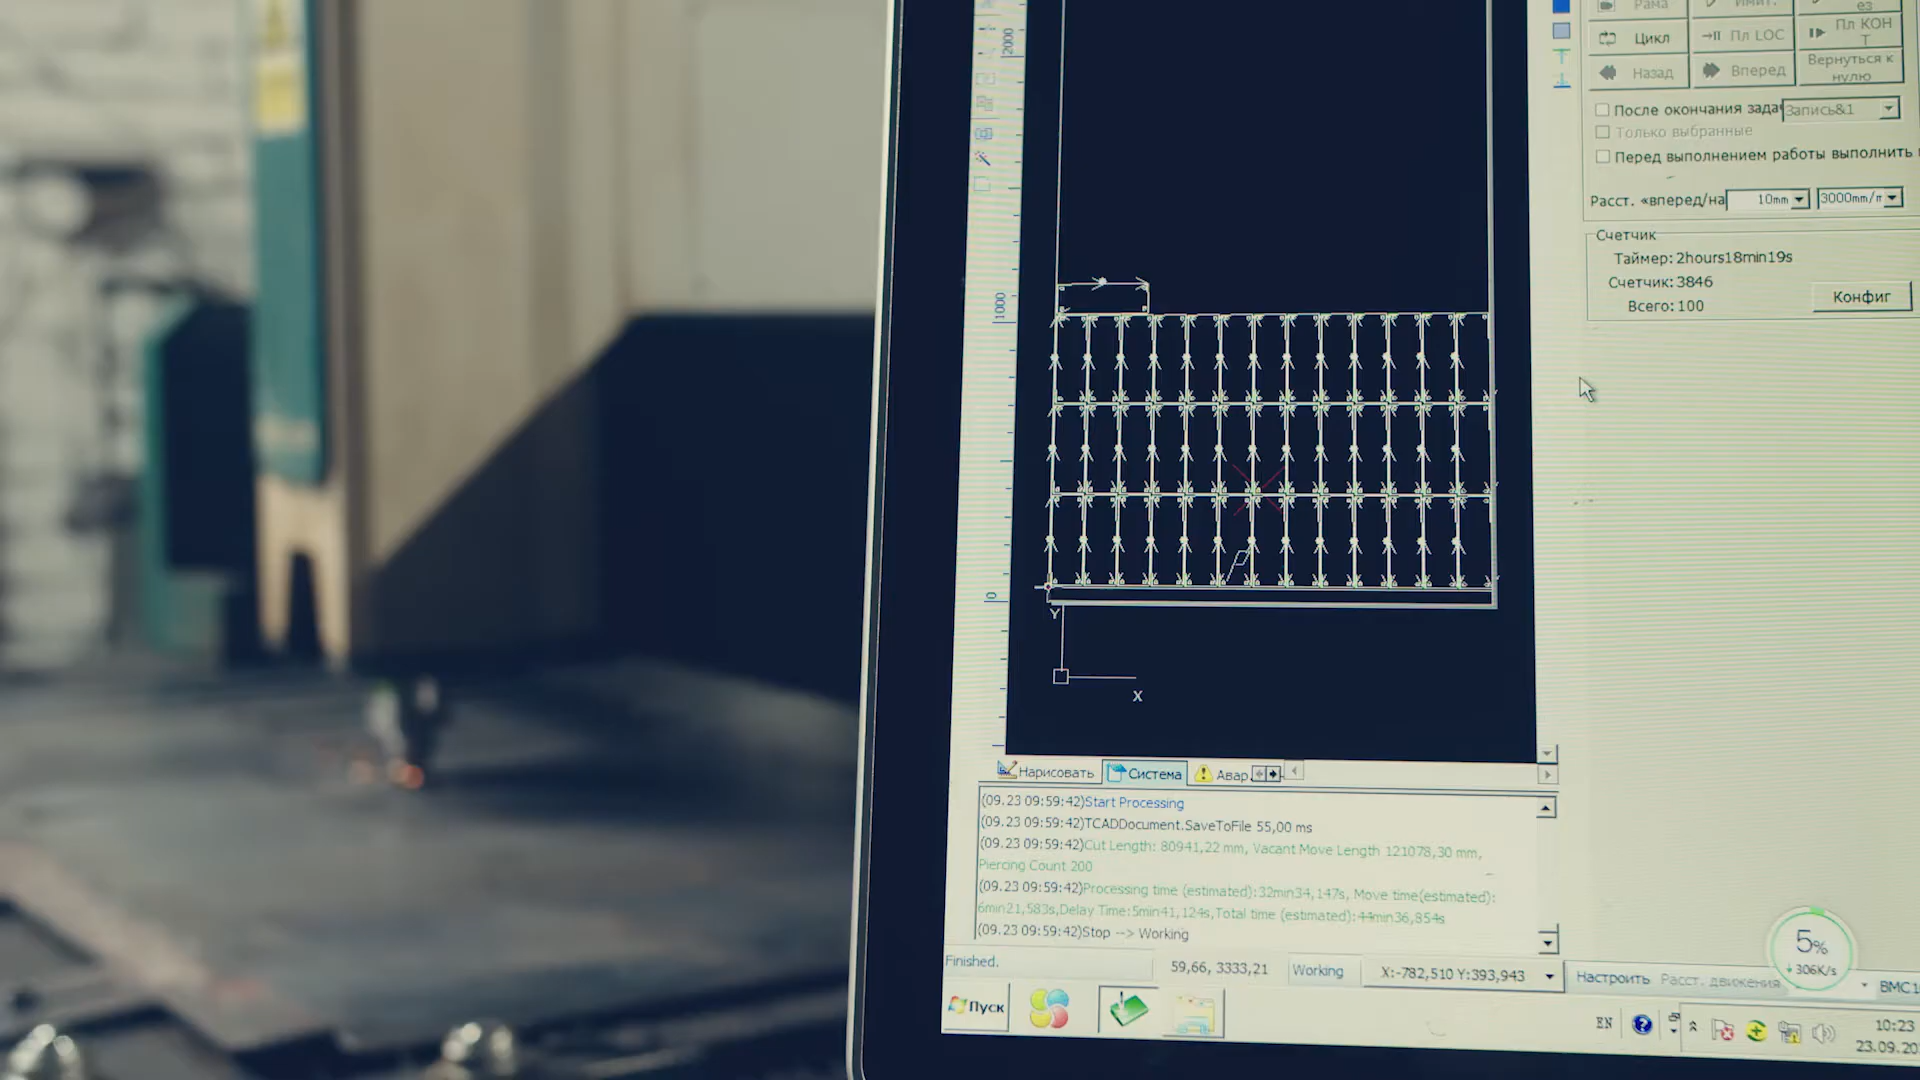 Рама
Имит.
ез
Цикл
Пл LOC
Пл КОН
Т
Назад
Вперед
Вернуться к
нулю
После окончания зада
Запись&1
Только выбранные
Перед выполнением работы выполнить
Расст. «вперед/на
10mm
3000mm/
Счетчик
Таймер: 2hours18min19s
Счетчик: 3846
Всего: 100
Конфиг
2000
1000
0
Y
X
Нарисовать
Система
Авар
(09.23 09:59:42)Start Processing
(09.23 09:59:42)TCADDocument.SaveToFile 55,00 ms
(09.23 09:59:42)Cut Length: 80941,22 mm, Vacant Move Length 121078,30 mm,
Piercing Count 200
(09.23 09:59:42)Processing time (estimated):32min34,147s, Move time(estimated):
6min21,583s,Delay Time:5min41,124s,Total time (estimated):44min36,854s
(09.23 09:59:42)Stop --> Working
Finished.
59,66, 3333,21
Working
X:-782,510 Y:393,943
Настроить
Расст. движения
5%
306K/s
BMC1
Пуск
EN
10:23
23.09.20